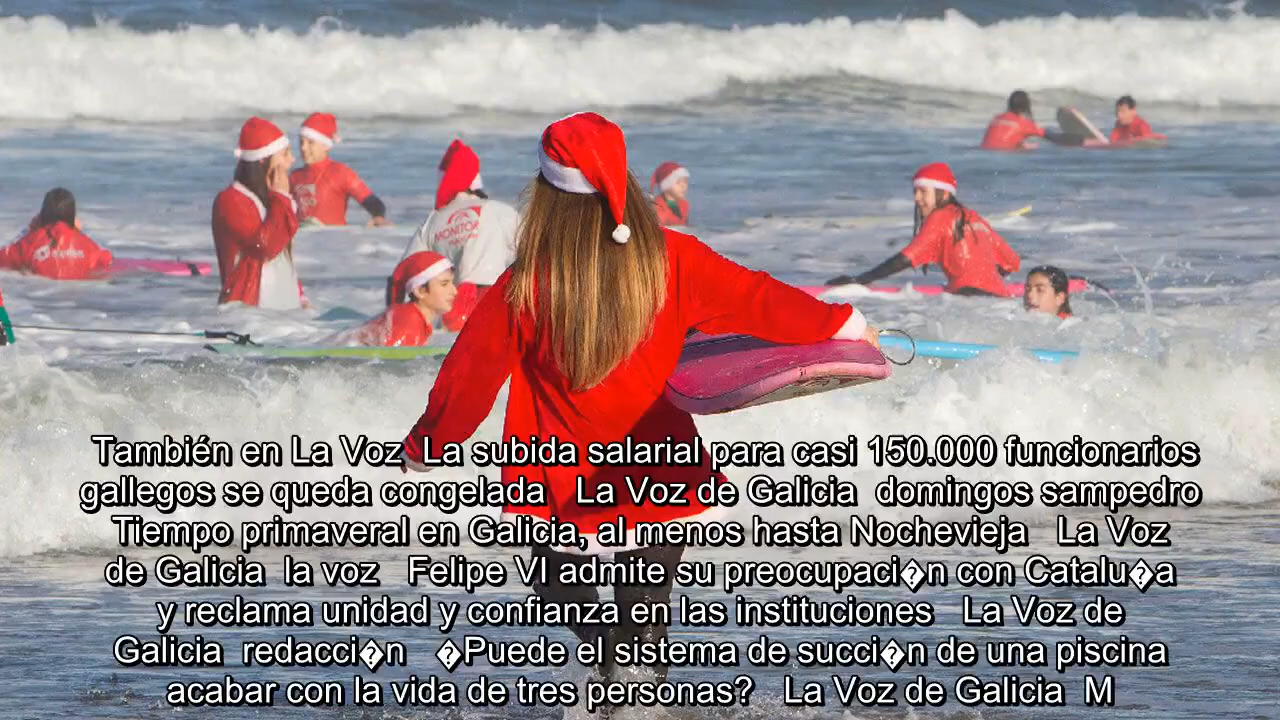 MONITOR
También en La Voz  La subida salarial para casi 150.000 funcionarios
gallegos se queda congelada   La Voz de Galicia  domingos sampedro
Tiempo primaveral en Galicia, al menos hasta Nochevieja   La Voz
de Galicia  la voz   Felipe VI admite su preocupaci�n con Catalu�a
y reclama unidad y confianza en las instituciones   La Voz de
Galicia  redacci�n   �Puede el sistema de succi�n de una piscina
acabar con la vida de tres personas?   La Voz de Galicia  M